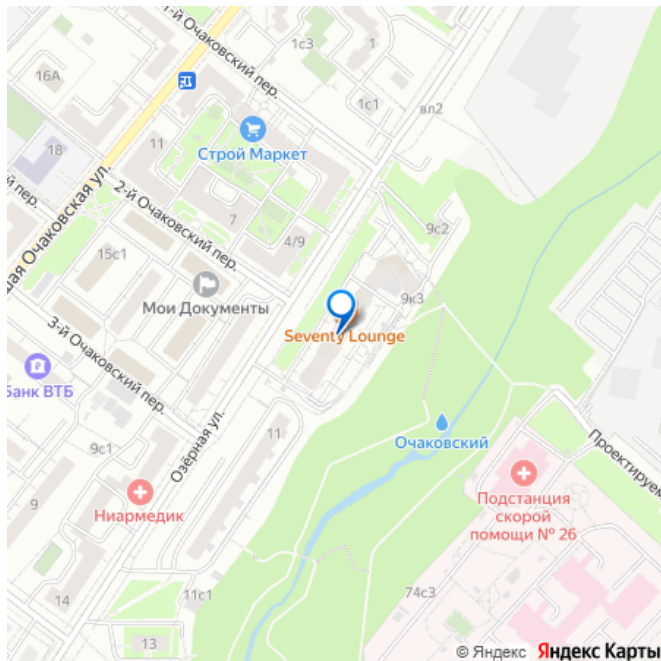 1-й Очаковский пер.
1с3
1
16А
1с1
вл2
Строй Маркет
11
18
2-й Очаковский пер.
7
4/9
9с2
15с1
Мои Документы
9к3
Seventy Lounge
3-й Очаковский пер.
Банк ВТБ
Озёрная ул.
11
9с1
Очаковский
Проектируем
Ниармедик
9
Подстанция
скорой
помощи № 26
14
11с1
74с3
13
© Яндекс Яндекс Карты